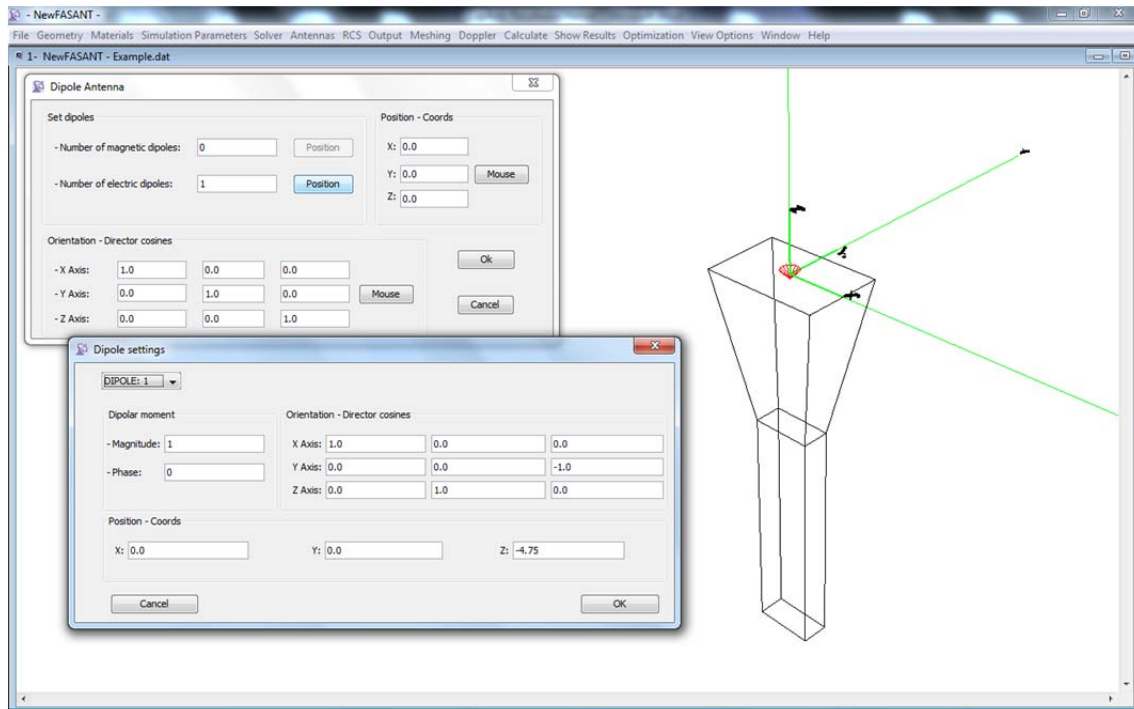 - NewFASANT -
File Geometry Materials Simulation Parameters Solver Antennas RCS Output Meshing Doppler Calculate Show Results Optimization View Options Window Help
1- NewFASANT - Example.dat
Dipole Antenna
Set dipoles
- Number of magnetic dipoles: 0 Position
- Number of electric dipoles: 1 Position
Position - Coords
X: 0.0
Y: 0.0 Mouse
Z: 0.0
Orientation - Director cosines
- X Axis: 1.0 0.0 0.0
- Y Axis: 0.0 1.0 0.0 Mouse
- Z Axis: 0.0 0.0 1.0
Ok
Cancel
Dipole settings
DIPOLE: 1
Dipolar moment
- Magnitude: 1
- Phase: 0
Orientation - Director cosines
X Axis: 1.0 0.0 0.0
Y Axis: 0.0 0.0 -1.0
Z Axis: 0.0 1.0 0.0
Position - Coords
X: 0.0 Y: 0.0 Z: -4.75
Cancel OK